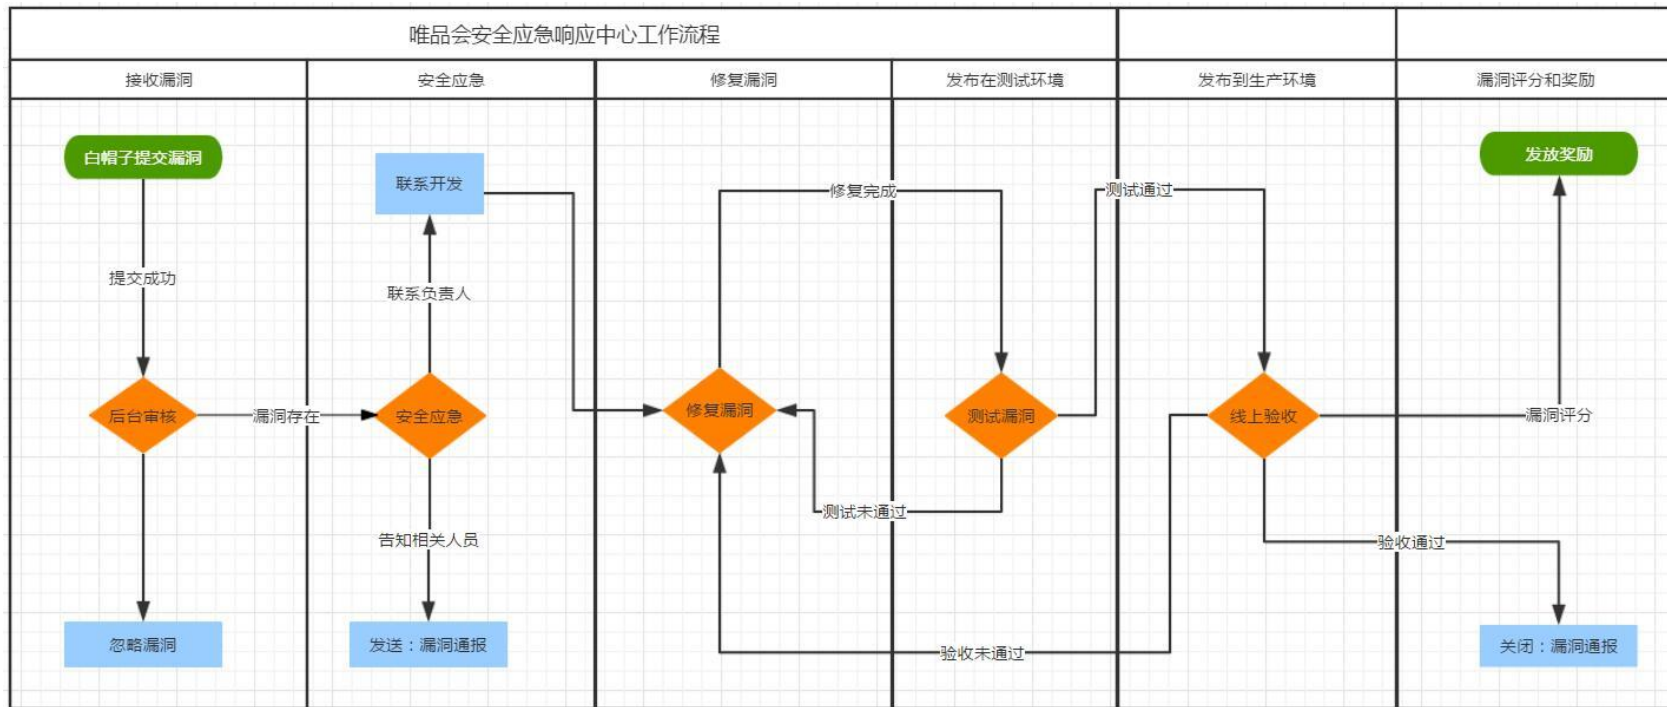 唯品会安全应急响应中心工作流程
接收漏洞
安全应急
修复漏洞
发布在测试环境
发布到生产环境
漏洞评分和奖励
白帽子提交漏洞
联系开发
发放奖励
修复完成
测试通过
提交成功
联系负责人
后台审核
漏洞存在
安全应急
修复漏洞
测试漏洞
线上验收
漏洞评分
测试未通过
告知相关人员
验收通过
忽略漏洞
发送：漏洞通报
验收未通过
关闭：漏洞通报